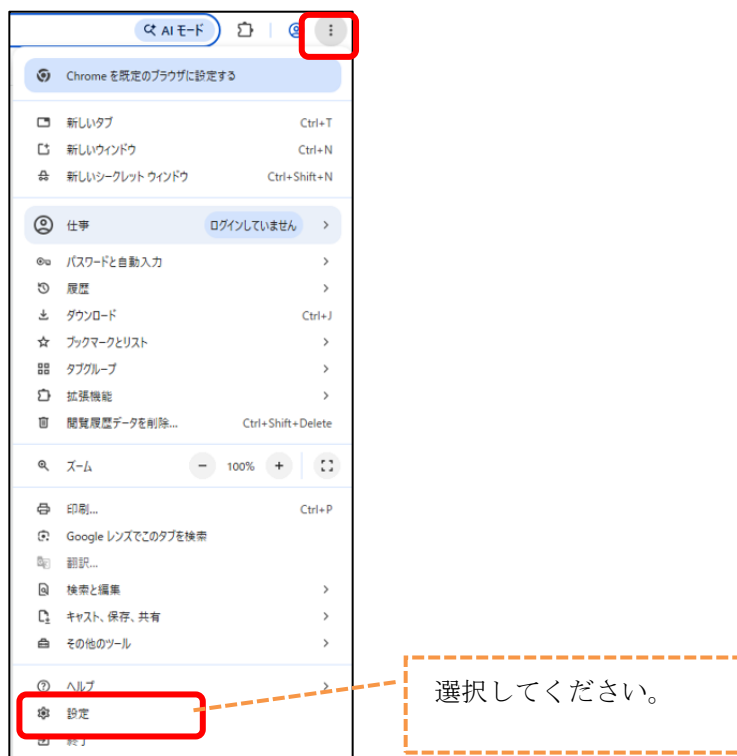 AI モード
Chrome を既定のブラウザに設定する
新しいタブ Ctrl+T
新しいウィンドウ Ctrl+N
新しいシークレット ウィンドウ Ctrl+Shift+N
仕事 ログインしていません
パスワードと自動入力
履歴
ダウンロード Ctrl+J
ブックマークとリスト
タブグループ
拡張機能
閲覧履歴データを削除... Ctrl+Shift+Delete
ズーム - 100% +
印刷... Ctrl+P
Google レンズでこのタブを検索
翻訳...
検索と編集
キャスト、保存、共有
その他のツール
ヘルプ
設定
選択してください。
終了